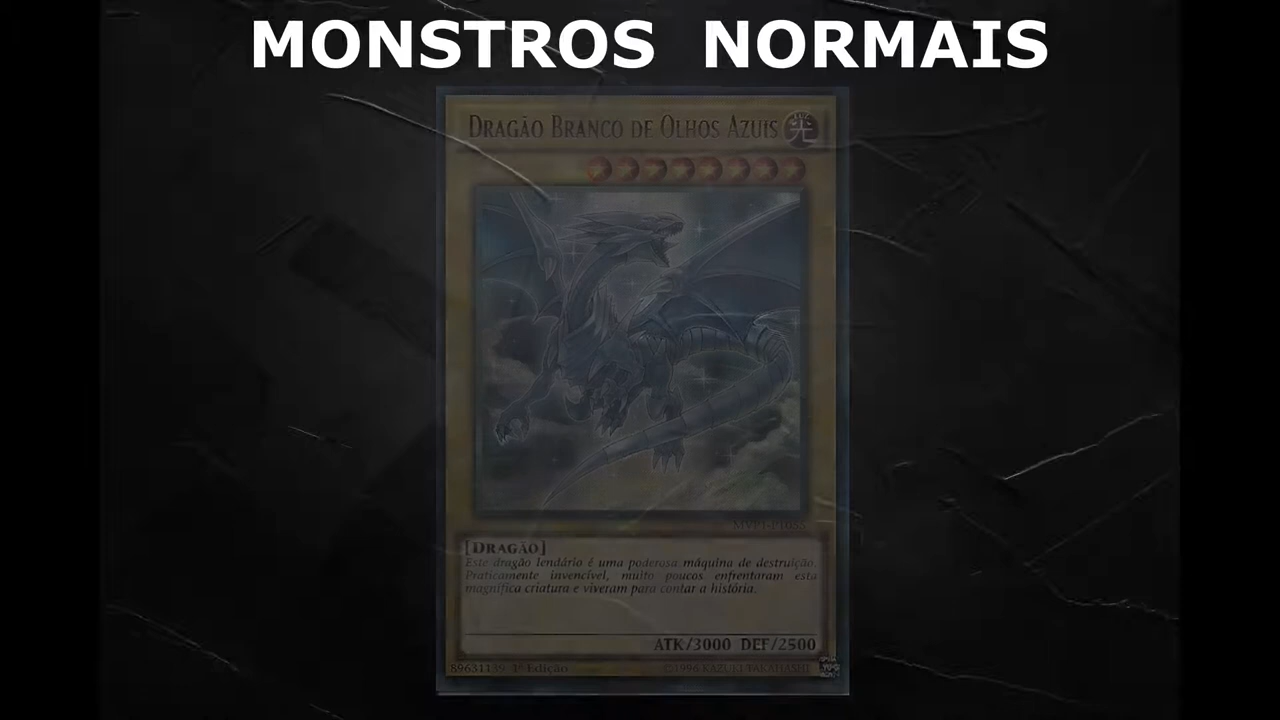 MONSTROS NORMAIS
DRAGÃO BRANCO DE OLHOS AZUIS
MVP1-PT055
[DRAGÃO]
Este dragão lendário é uma poderosa máquina de destruição.
Praticamente invencível, muito poucos enfrentaram esta
magnífica criatura e viveram para contar a história.
ATK/3000 DEF/2500
89631139 1ª Edição ©1996 KAZUKI TAKAHASHI